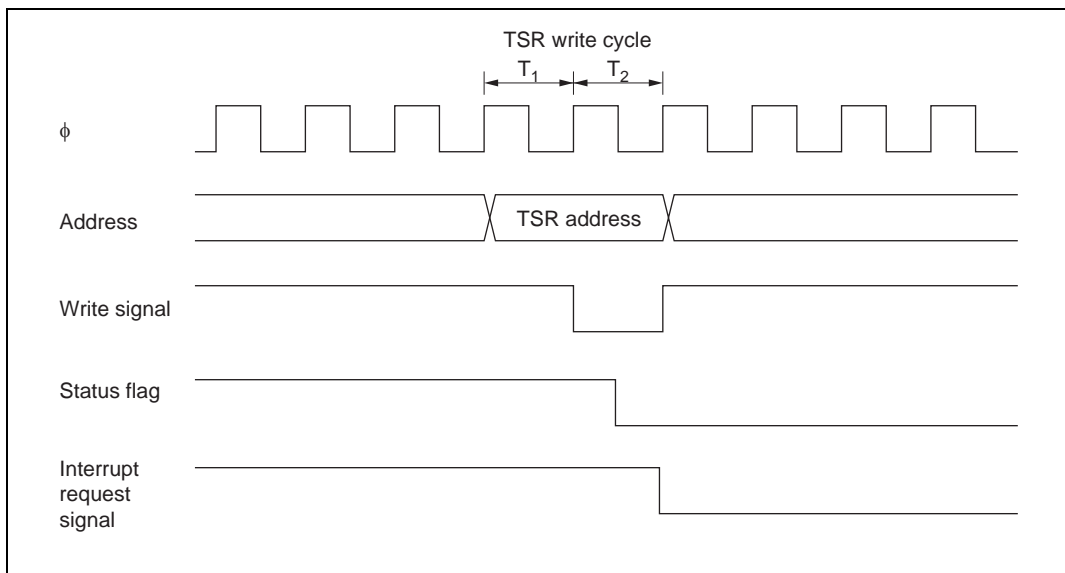 TSR write cycle
T1 T2
ϕ
Address
TSR address
Write signal
Status flag
Interrupt
request
signal